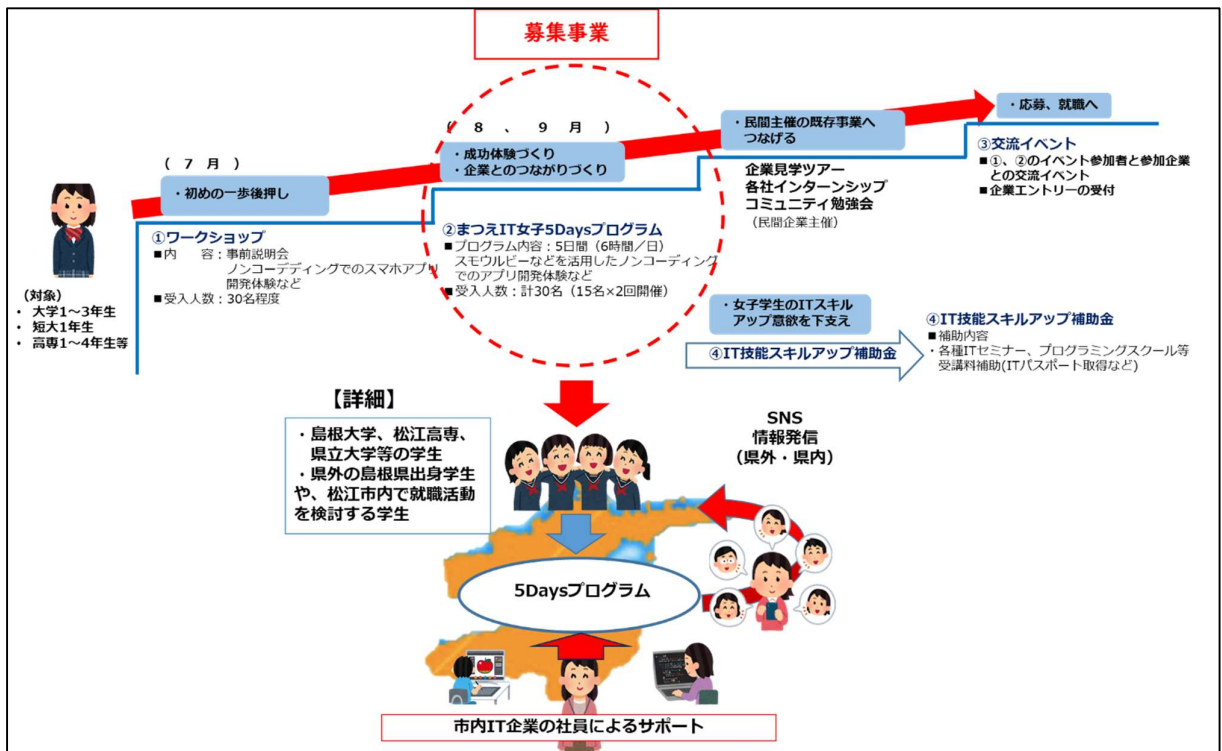 募集事業
・応募、就職へ
( 8 、 9 月 )
・民間主催の既存事業へ
つなげる
③交流イベント
■①、②のイベント参加者と参加企業
との交流イベント
■企業エントリーの受付
( 7 月 )
・成功体験づくり
・企業とのつながりづくり
企業見学ツアー
各社インターンシップ
コミュニティ勉強会
(民間企業主催)
・初めの一歩後押し
①ワークショップ
■内　　容：事前説明会
ノンコーデディングでのスマホアプリ
開発体験など
■受入人数：30名程度
②まつえIT女子5Daysプログラム
■プログラム内容：5日間（6時間／日）
スモウルビーなどを活用したノンコーディング
でのアプリ開発体験など
■受入人数：計30名（15名×2回開催）
(対象)
・ 大学1～3年生
・ 短大1年生
・ 高専1～4年生等
・女子学生のITスキル
アップ意欲を下支え
④IT技能スキルアップ補助金
④IT技能スキルアップ補助金
■補助内容
・各種ITセミナー、プログラミングスクール等
受講料補助(ITパスポート取得など)
【詳細】
・島根大学、松江高専、
県立大学等の学生
・県外の島根県出身学生
や、松江市内で就職活動
を検討する学生
SNS
情報発信
（県外・県内）
5Daysプログラム
市内IT企業の社員によるサポート